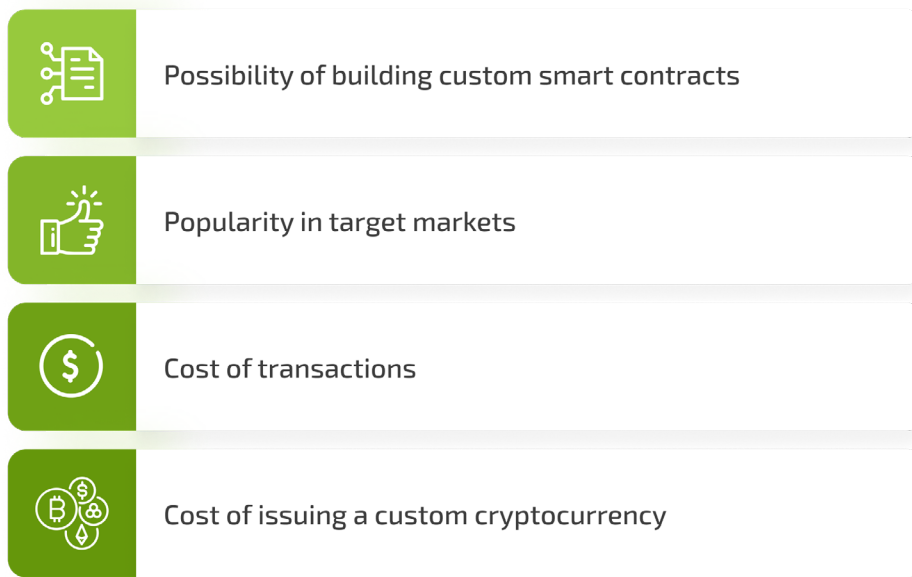 Possibility of building custom smart contracts
Popularity in target markets
Cost of transactions
Cost of issuing a custom cryptocurrency